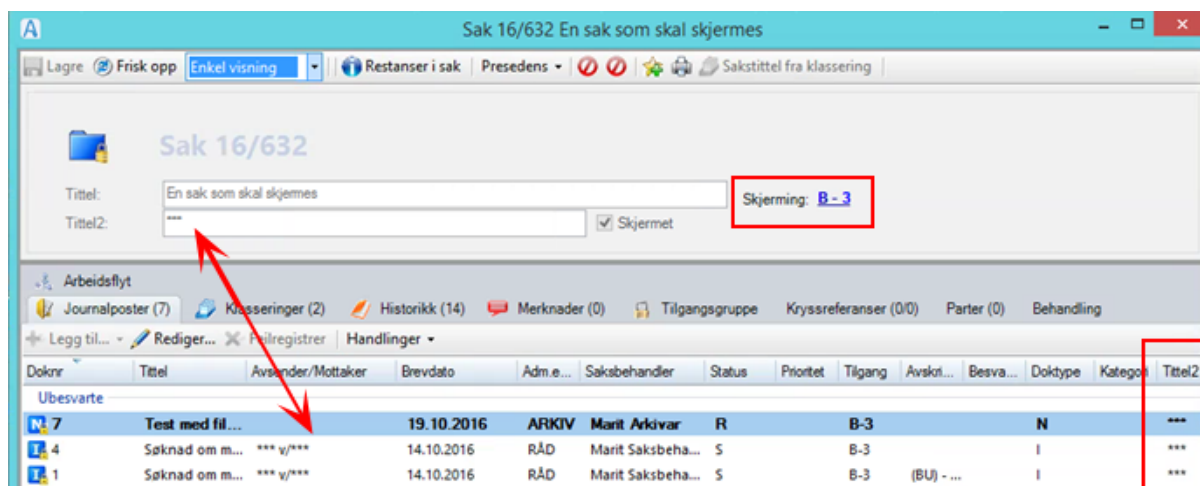 Sak 16/632 En sak som skal skjermes
Lagre Frisk opp Enkel visning Restanser i sak Presedens Sakstittel fra klassering
Sak 16/632
Tittel: En sak som skal skjermes
Skjerming: B - 3
Tittel2: *** Skjermet
Arbeidsflyt
Journalposter (7) Klasseringer (2) Historikk (14) Merknader (0) Tilgangsgruppe Kryssreferanser (0/0) Parter (0) Behandling
Legg til... Rediger... Feilregistrer Handlinger
Doknr Tittel Avsender/Mottaker Brevdato Adm.e... Saksbehandler Status Prioritet Tilgang Avskri... Besva... Doktype Kategori Tittel2
Ubesvarte
N 7 Test med fil... 19.10.2016 ARKIV Marit Arkivar R B-3 N ***
I 4 Søknad om m... *** v/*** 14.10.2016 RÅD Marit Saksbeha... S B-3 I ***
I 1 Søknad om m... *** v/*** 14.10.2016 RÅD Marit Saksbeha... S B-3 (BU) - ... I ***